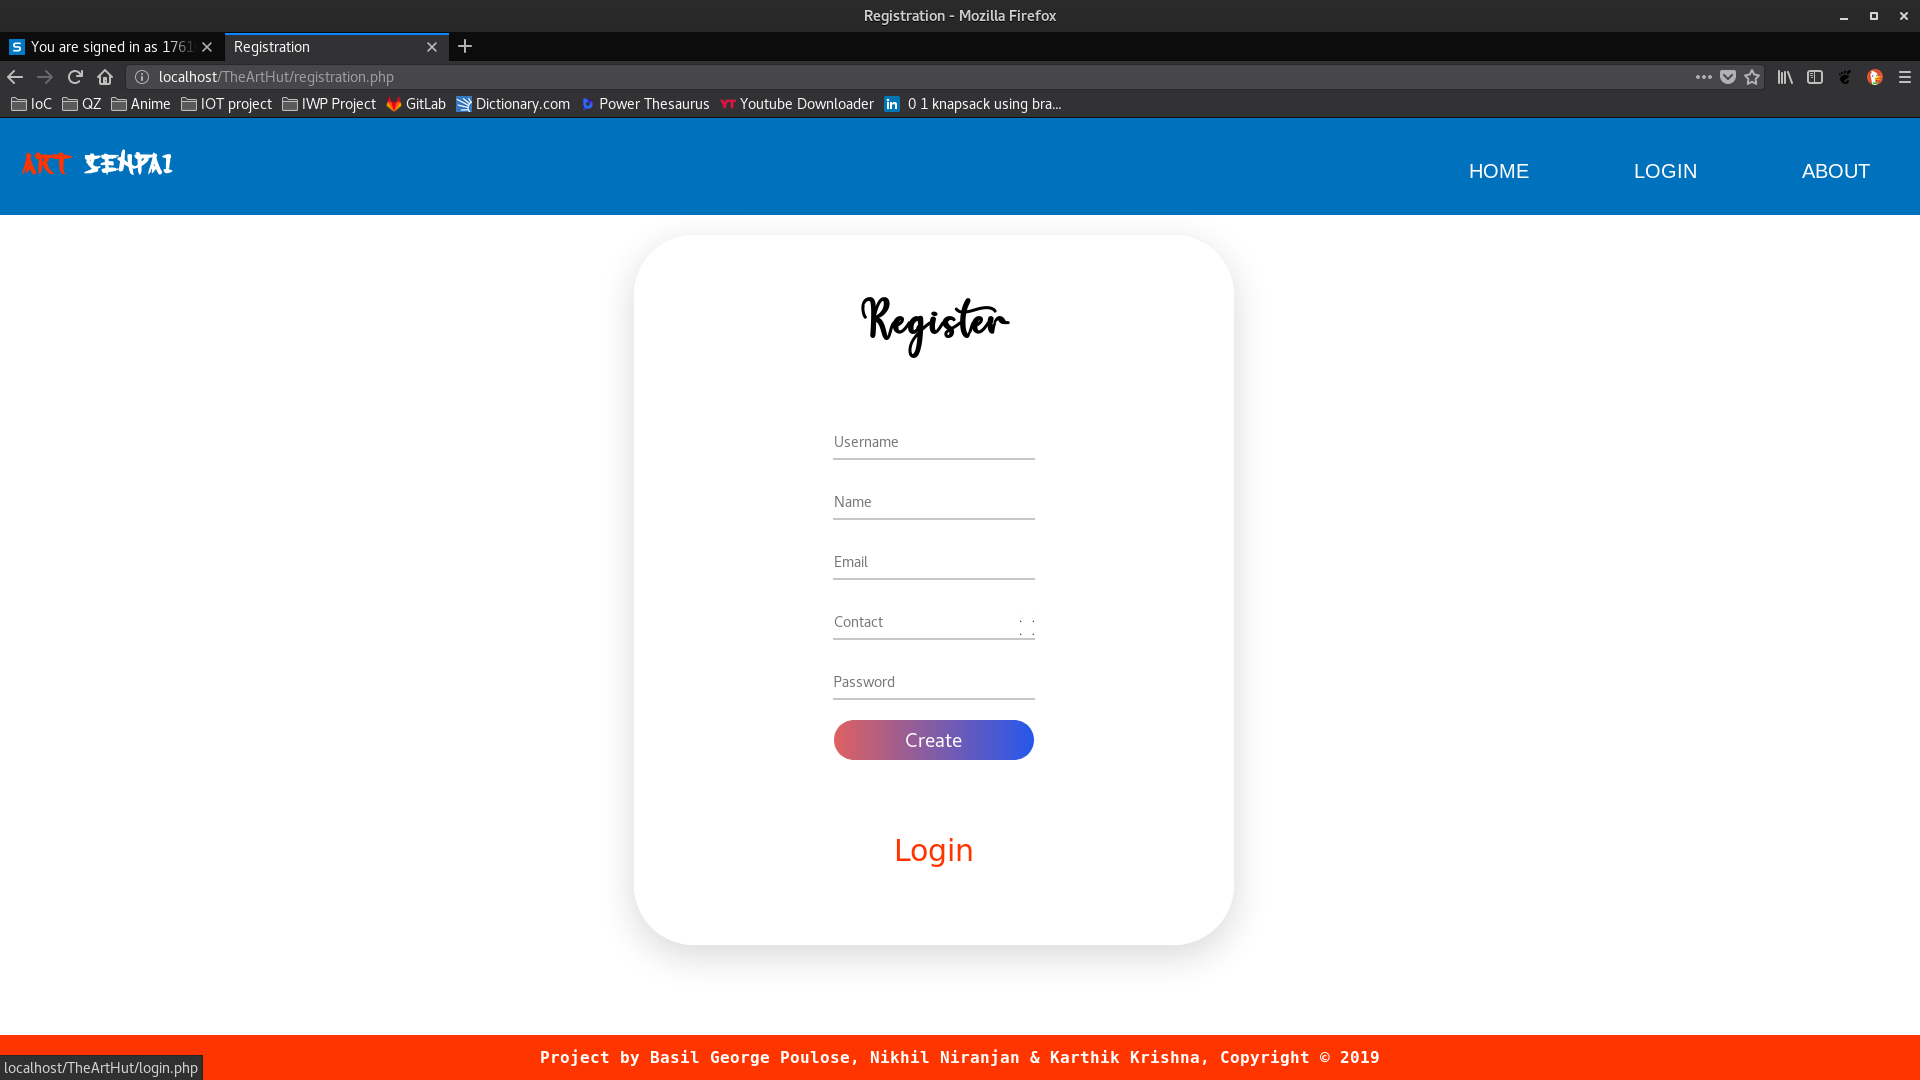 Registration - Mozilla Firefox
You are signed in as 1761
Registration
localhost/TheArtHut/registration.php
IoC
QZ
Anime
IOT project
IWP Project
GitLab
Dictionary.com
Power Thesaurus
YT Youtube Downloader
in 0 1 knapsack using bra...
ART SENPAI
HOME
LOGIN
ABOUT
Register
Username
Name
Email
Contact
Password
Create
Login
Project by Basil George Poulose, Nikhil Niranjan & Karthik Krishna, Copyright © 2019
localhost/TheArtHut/login.php